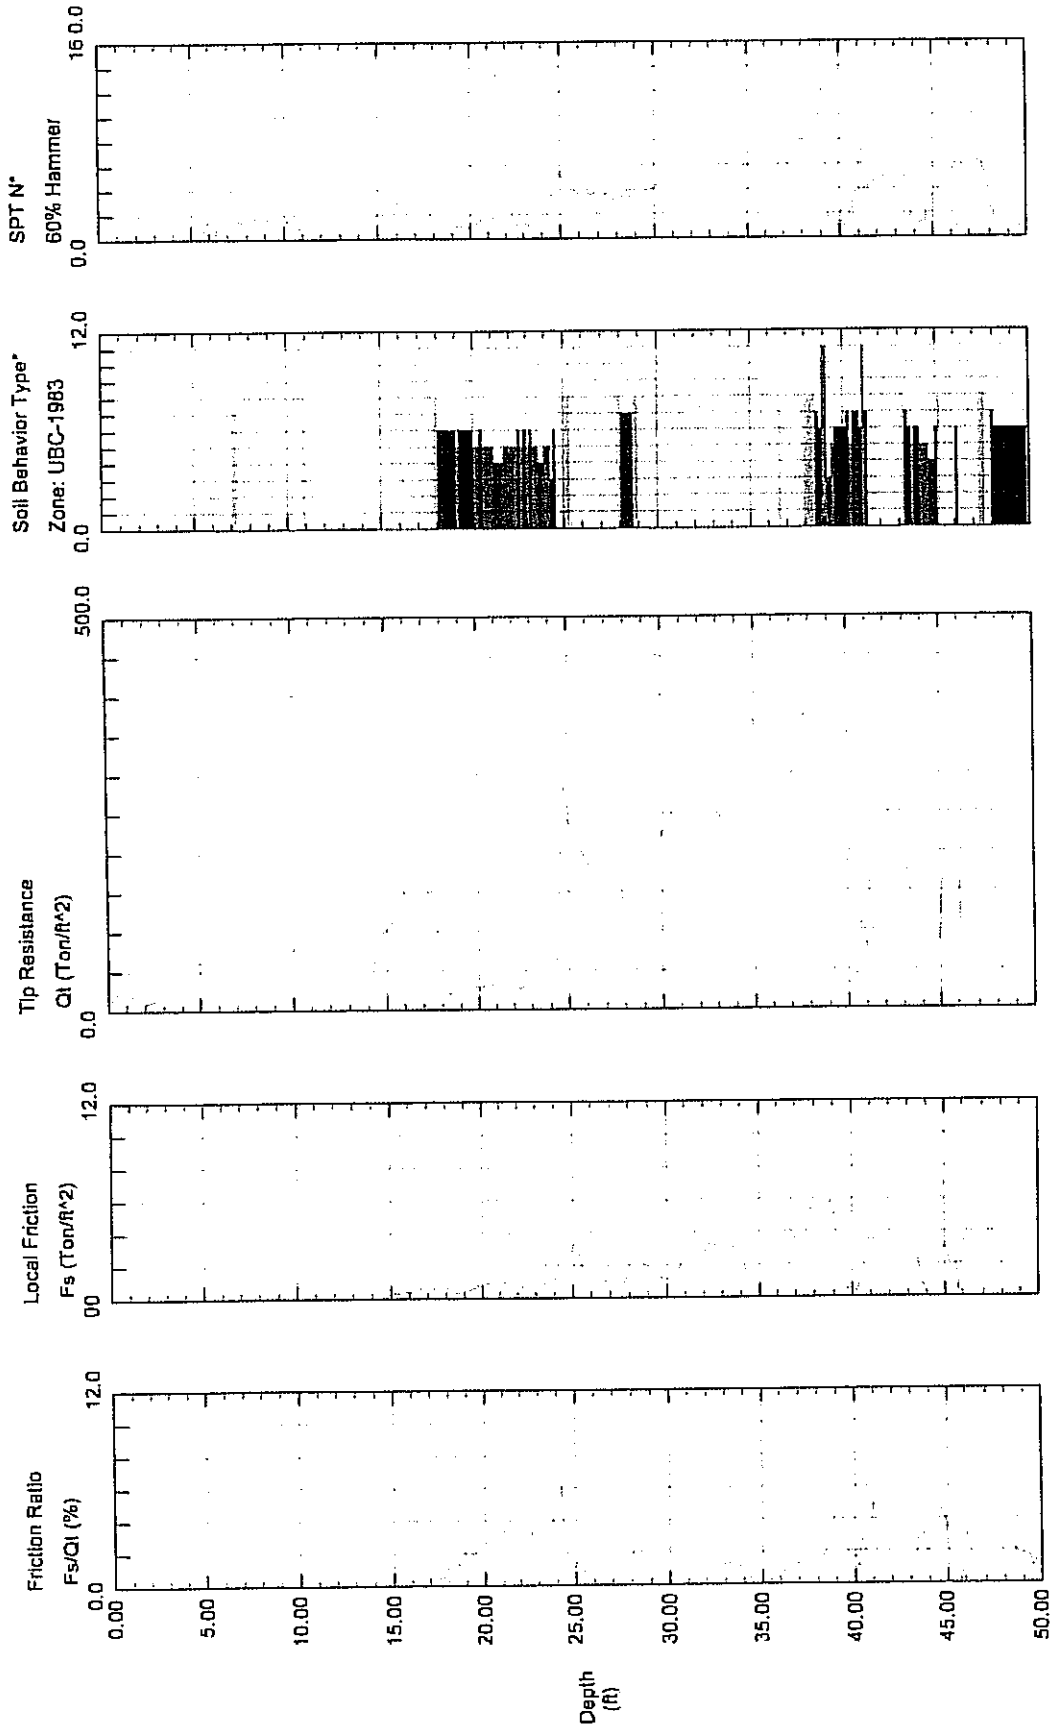 Friction Ratio
Fs/Qt (%)
0.0
12.0
Local Friction
Fs (Ton/ft^2)
00
12.0
Tip Resistance
Qt (Ton/ft^2)
0.0
500.0
Soil Behavior Type*
Zone: UBC-1983
0.0
12.0
SPT N*
60% Hammer
0.0
16 0.0
Depth
(ft)
0.00
5.00
10.00
15.00
20.00
25.00
30.00
35.00
40.00
45.00
50.00